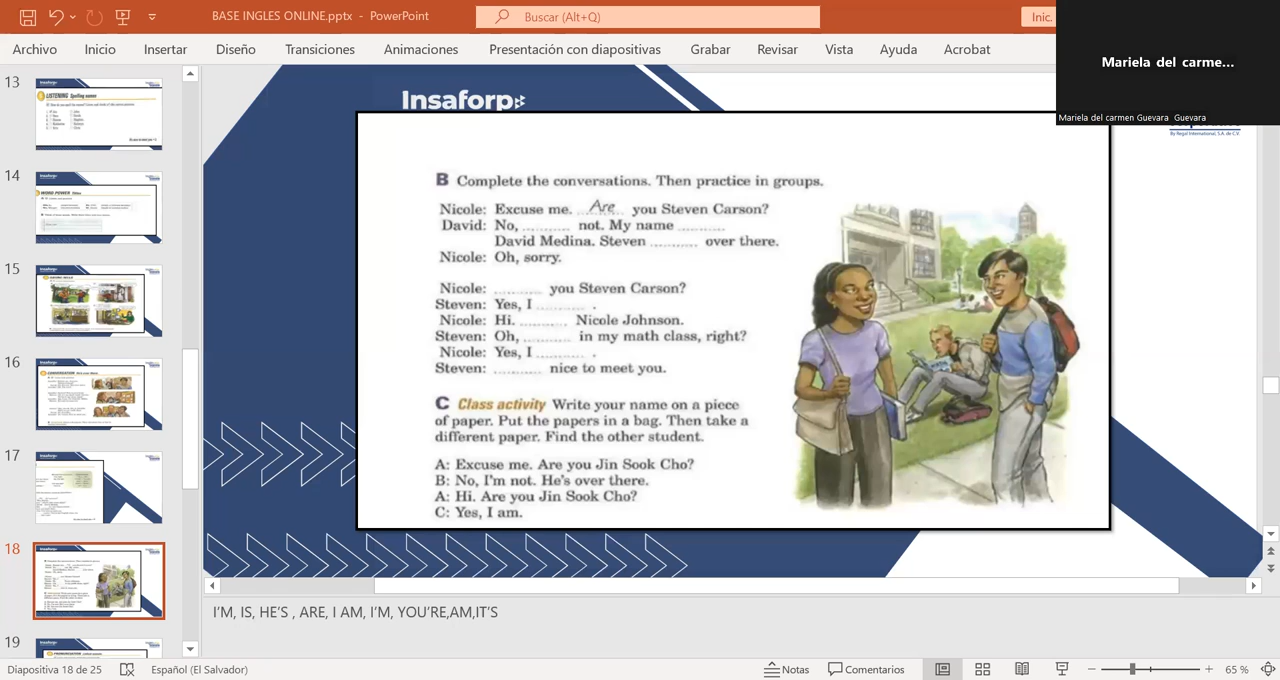 BASE INGLES ONLINE.pptx - PowerPoint
Buscar (Alt+Q)
Inic.
Archivo Inicio Insertar Diseño Transiciones Animaciones Presentación con diapositivas Grabar Revisar Vista Ayuda Acrobat
Mariela del carme...
Mariela del carmen Guevara Guevara
By Regal International, S.A. de C.V.
13
14
15
16
17
18
19
Insaforp
B Complete the conversations. Then practice in groups.
Nicole: Excuse me. Are you Steven Carson?
David: No, .......... not. My name ..........
David Medina. Steven .......... over there.
Nicole: Oh, sorry.
Nicole: .......... you Steven Carson?
Steven: Yes, I .......... .
Nicole: Hi. .......... Nicole Johnson.
Steven: Oh, .......... in my math class, right?
Nicole: Yes, I .......... .
Steven: .......... nice to meet you.
C Class activity Write your name on a piece
of paper. Put the papers in a bag. Then take a
different paper. Find the other student.
A: Excuse me. Are you Jin Sook Cho?
B: No, I'm not. He's over there.
A: Hi. Are you Jin Sook Cho?
C: Yes, I am.
I'M, IS, HE'S , ARE, I AM, I'M, YOU'RE,AM,IT'S
Diapositiva 18 de 25 Español (El Salvador) Notas Comentarios 65 %